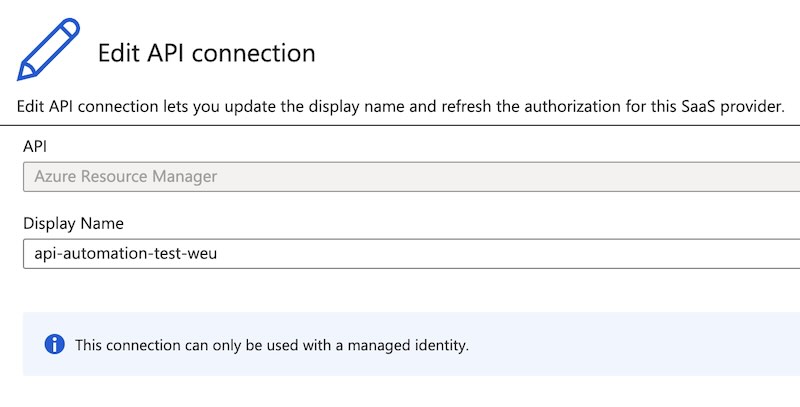 Edit API connection
Edit API connection lets you update the display name and refresh the authorization for this SaaS provider.
API
Azure Resource Manager
Display Name
api-automation-test-weu
This connection can only be used with a managed identity.